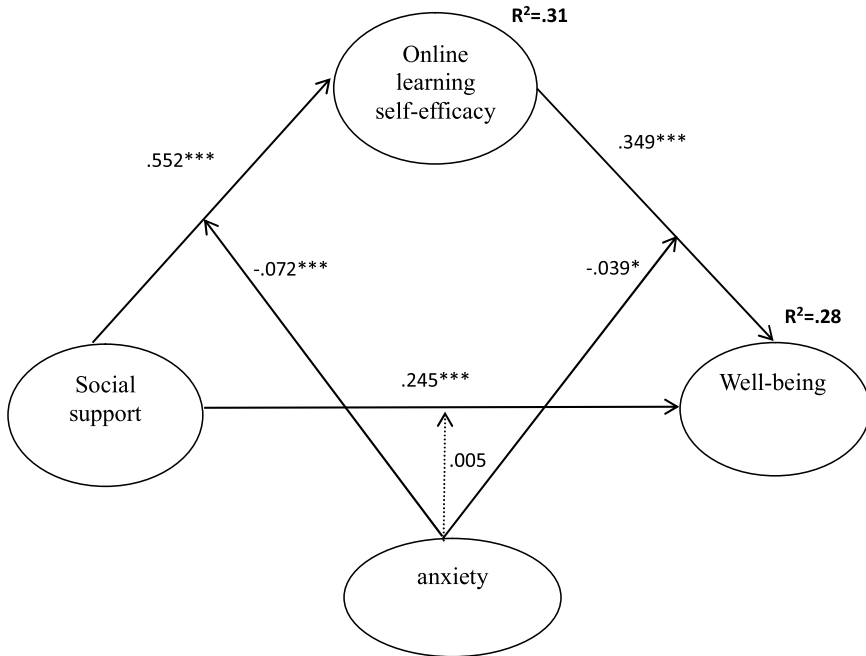 R²=.31
Online
learning
self-efficacy
.552***
.349***
-.072***
-.039*
R²=.28
Social
support
.245***
Well-being
.005
anxiety